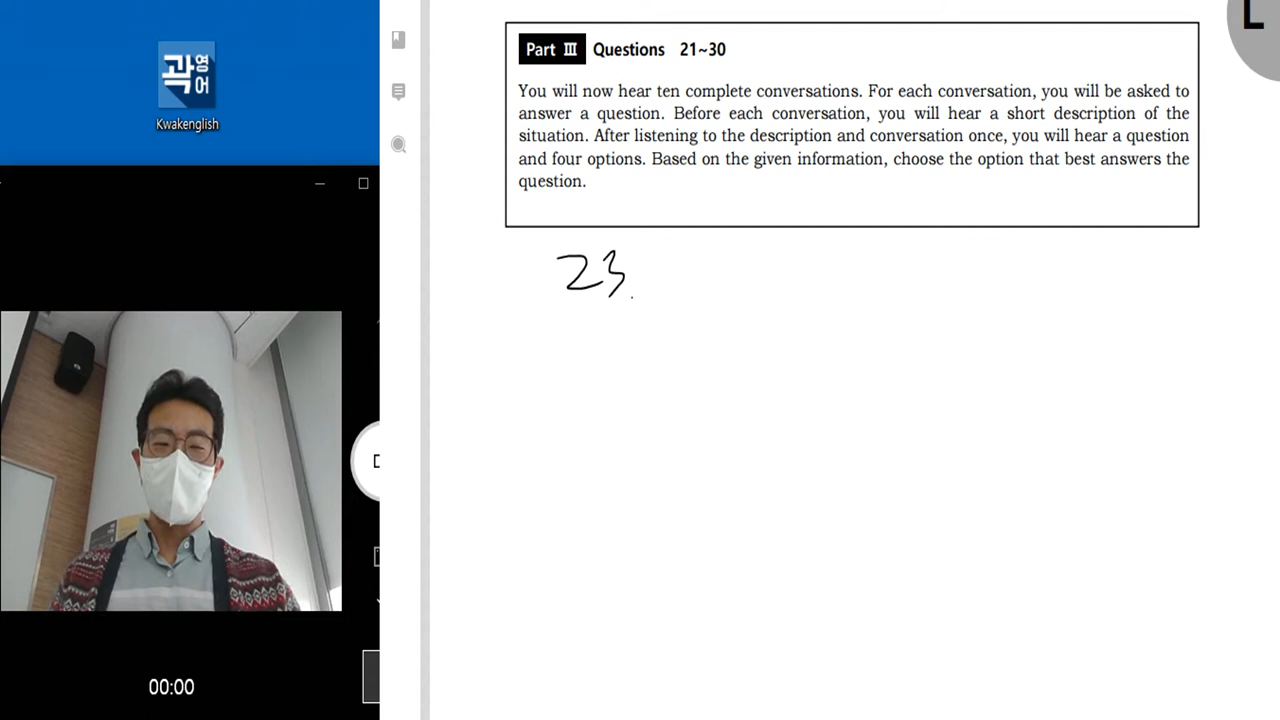 곽영어
Kwakenglish
L
Part Ⅲ Questions 21~30
You will now hear ten complete conversations. For each conversation, you will be asked to
answer a question. Before each conversation, you will hear a short description of the
situation. After listening to the description and conversation once, you will hear a question
and four options. Based on the given information, choose the option that best answers the
question.
23.
00:00